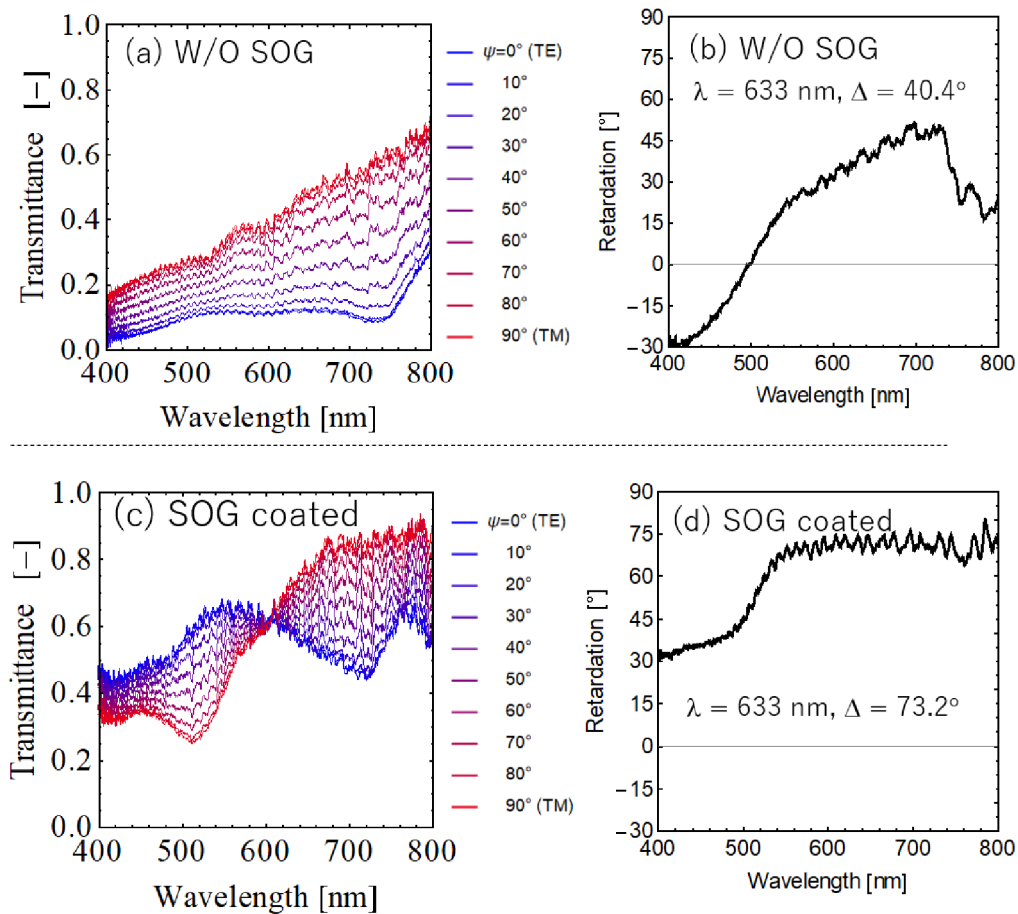 (a) W/O SOG
Transmittance [−]
1.0
0.8
0.6
0.4
0.2
0.0
400 500 600 700 800
Wavelength [nm]
ψ=0° (TE)
10°
20°
30°
40°
50°
60°
70°
80°
90° (TM)
(b) W/O SOG
λ = 633 nm, Δ = 40.4°
Retardation [°]
90
75
60
45
30
15
0
−15
−30
400 500 600 700 800
Wavelength [nm]
(c) SOG coated
Transmittance [−]
1.0
0.8
0.6
0.4
0.2
0.0
400 500 600 700 800
Wavelength [nm]
ψ=0° (TE)
10°
20°
30°
40°
50°
60°
70°
80°
90° (TM)
(d) SOG coated
λ = 633 nm, Δ = 73.2°
Retardation [°]
90
75
60
45
30
15
0
−15
−30
400 500 600 700 800
Wavelength [nm]